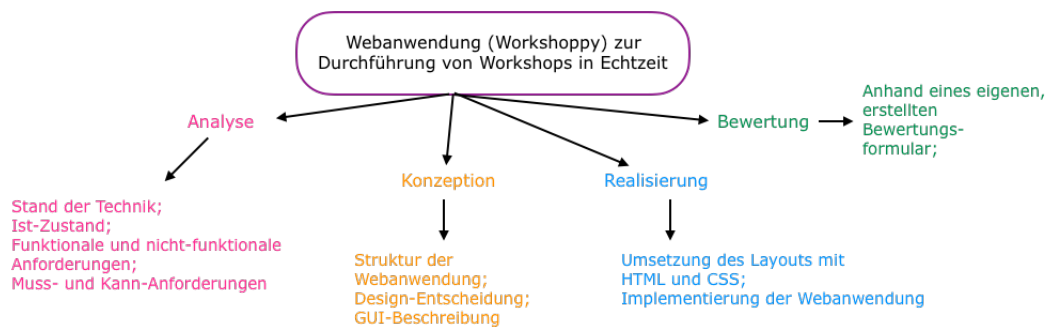 Webanwendung (Workshoppy) zur
Durchführung von Workshops in Echtzeit
Analyse
Stand der Technik;
Ist-Zustand;
Funktionale und nicht-funktionale
Anforderungen;
Muss- und Kann-Anforderungen
Konzeption
Struktur der
Webanwendung;
Design-Entscheidung;
GUI-Beschreibung
Realisierung
Umsetzung des Layouts mit
HTML und CSS;
Implementierung der Webanwendung
Bewertung
Anhand eines eigenen,
erstellten
Bewertungs-
formular;